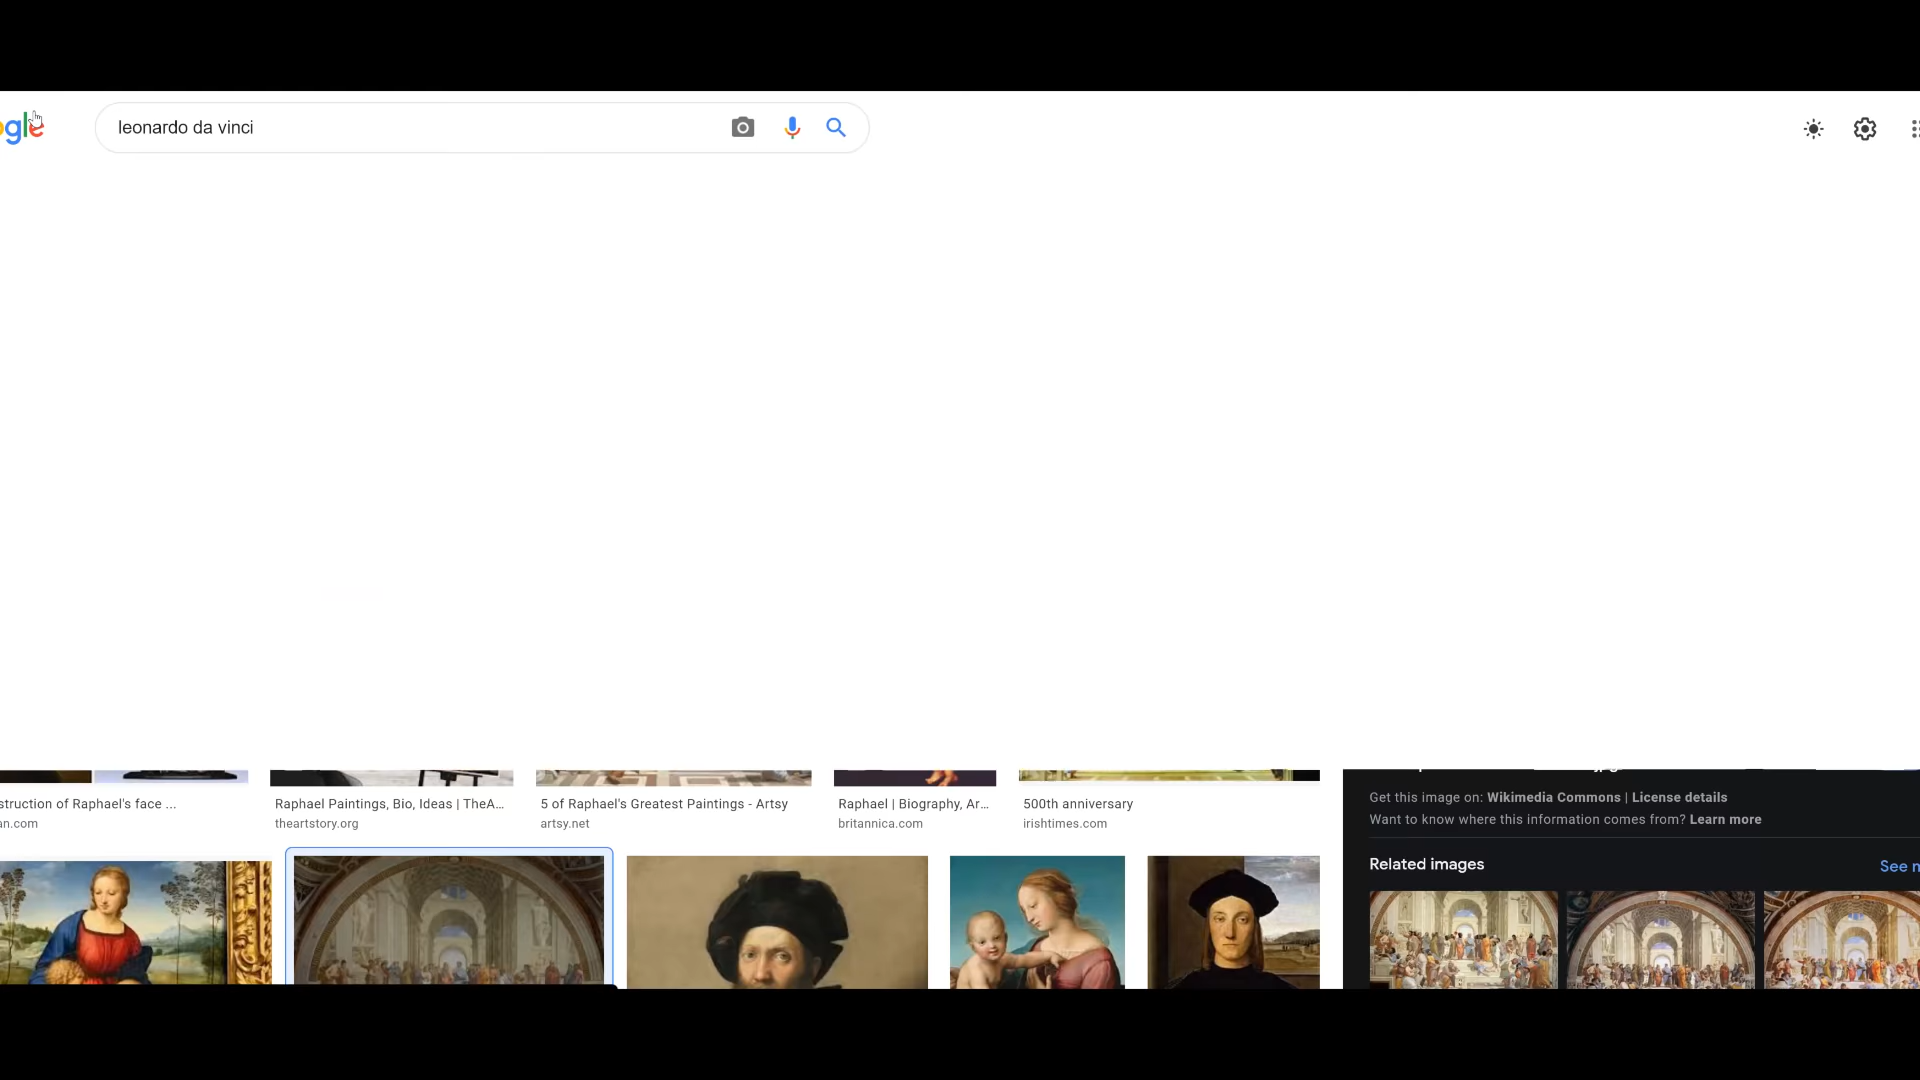 ogle
leonardo da vinci
struction of Raphael's face ...
an.com
Raphael Paintings, Bio, Ideas | TheA...
theartstory.org
5 of Raphael's Greatest Paintings - Artsy
artsy.net
Raphael | Biography, Ar...
britannica.com
500th anniversary
irishtimes.com
Get this image on: Wikimedia Commons | License details
Want to know where this information comes from? Learn more
Related images
See